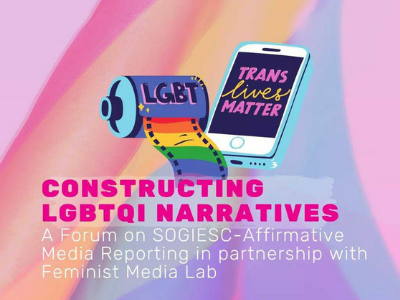 LGBT
TRANS
lives
MATTER
CONSTRUCTING
LGBTQI NARRATIVES
A Forum on SOGIESC-Affirmative
Media Reporting in partnership with
Feminist Media Lab